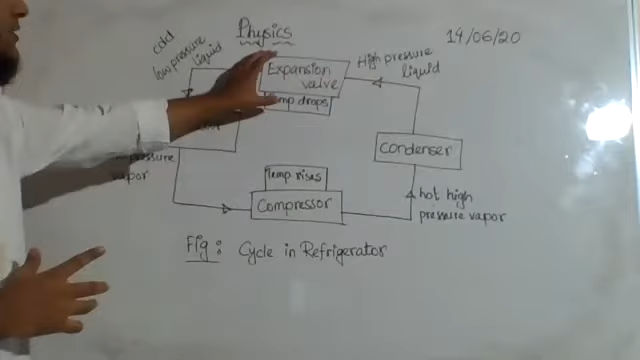 Physics
14/06/20
cold
low pressure
liquid
Expansion
valve
Temp drops
High pressure
liquid
Condenser
pressure
vapor
Temp rises
Compressor
hot high
pressure vapor
Fig: Cycle in Refrigerator